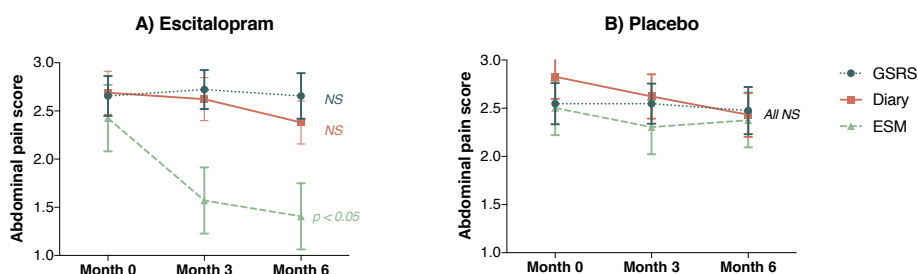 A) Escitalopram
Abdominal pain score
3.0
2.5
2.0
1.5
1.0
NS
NS
p < 0.05
Month 0 Month 3 Month 6
B) Placebo
Abdominal pain score
3.0
2.5
2.0
1.5
1.0
All NS
Month 0 Month 3 Month 6
GSRS
Diary
ESM